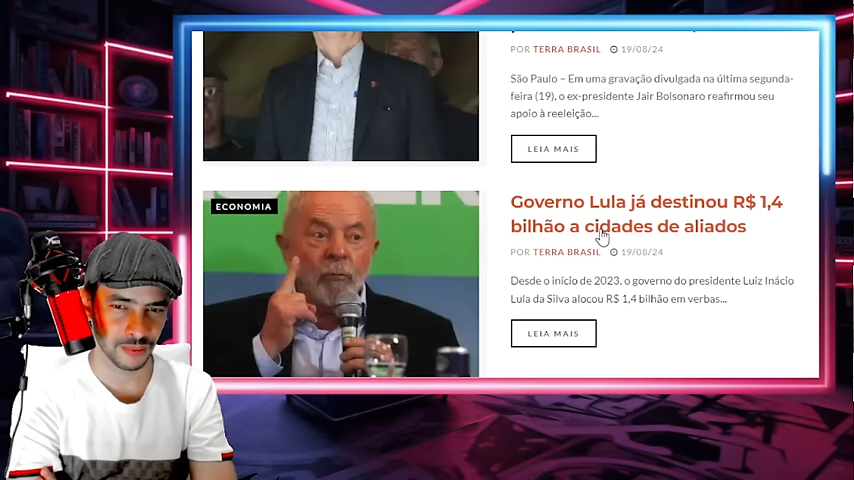 POR TERRA BRASIL 19/08/24
São Paulo – Em uma gravação divulgada na última segunda-
feira (19), o ex-presidente Jair Bolsonaro reafirmou seu
apoio à reeleição...
LEIA MAIS
ECONOMIA
Governo Lula já destinou R$ 1,4
bilhão a cidades de aliados
POR TERRA BRASIL 19/08/24
Desde o início de 2023, o governo do presidente Luiz Inácio
Lula da Silva alocou R$ 1,4 bilhão em verbas...
LEIA MAIS